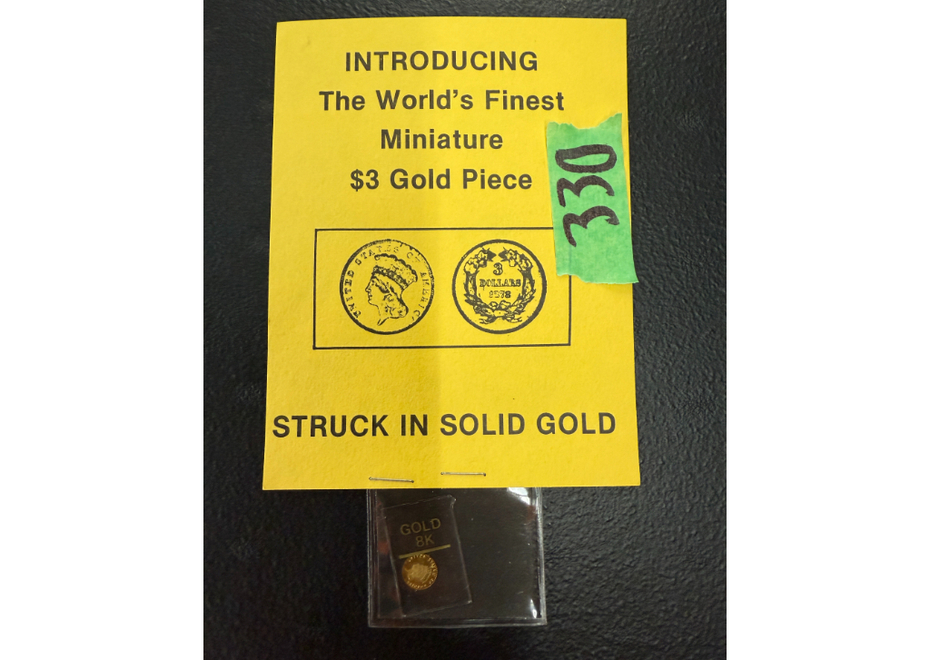 INTRODUCING
The World's Finest
Miniature
$3 Gold Piece
330
UNITED STATES OF AMERICA
3
DOLLARS
STRUCK IN SOLID GOLD
GOLD
8K